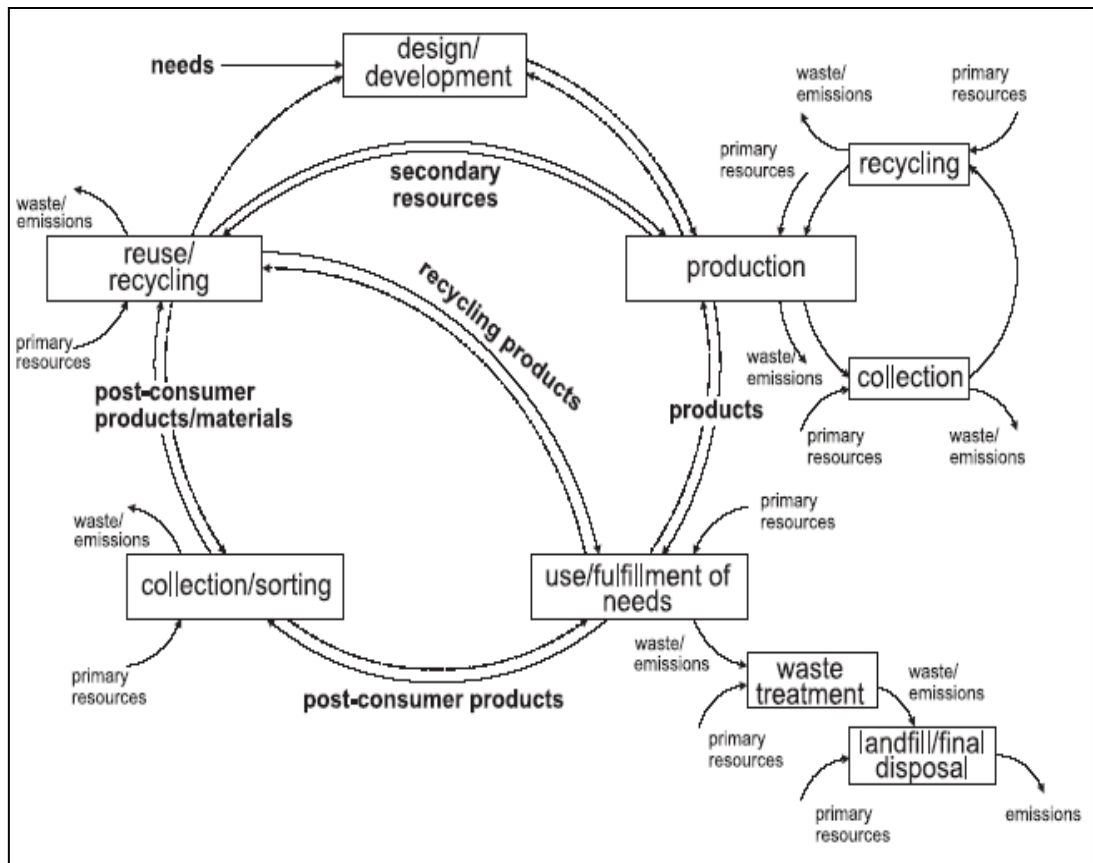 needs
design/
development
waste/
emissions
primary
resources
primary
resources
recycling
secondary
resources
waste/
emissions
reuse/
recycling
production
recycling products
primary
resources
waste/
emissions
collection
post-consumer
products/materials
products
primary
resources
waste/
emissions
waste/
emissions
primary
resources
collection/sorting
use/fulfillment of
needs
primary
resources
waste/
emissions
post-consumer products
waste
treatment
waste/
emissions
primary
resources
landfill/final
disposal
primary
resources
emissions